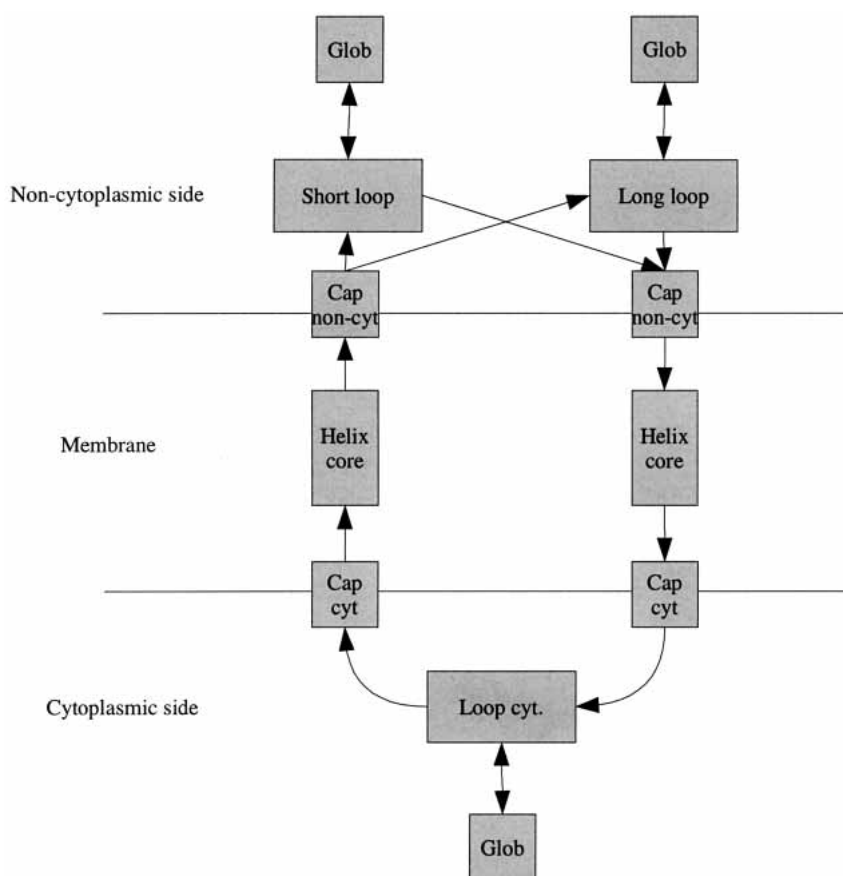 Glob
Glob
Non-cytoplasmic side
Short loop
Long loop
Cap
non-cyt
Cap
non-cyt
Membrane
Helix
core
Helix
core
Cap
cyt
Cap
cyt
Cytoplasmic side
Loop cyt.
Glob